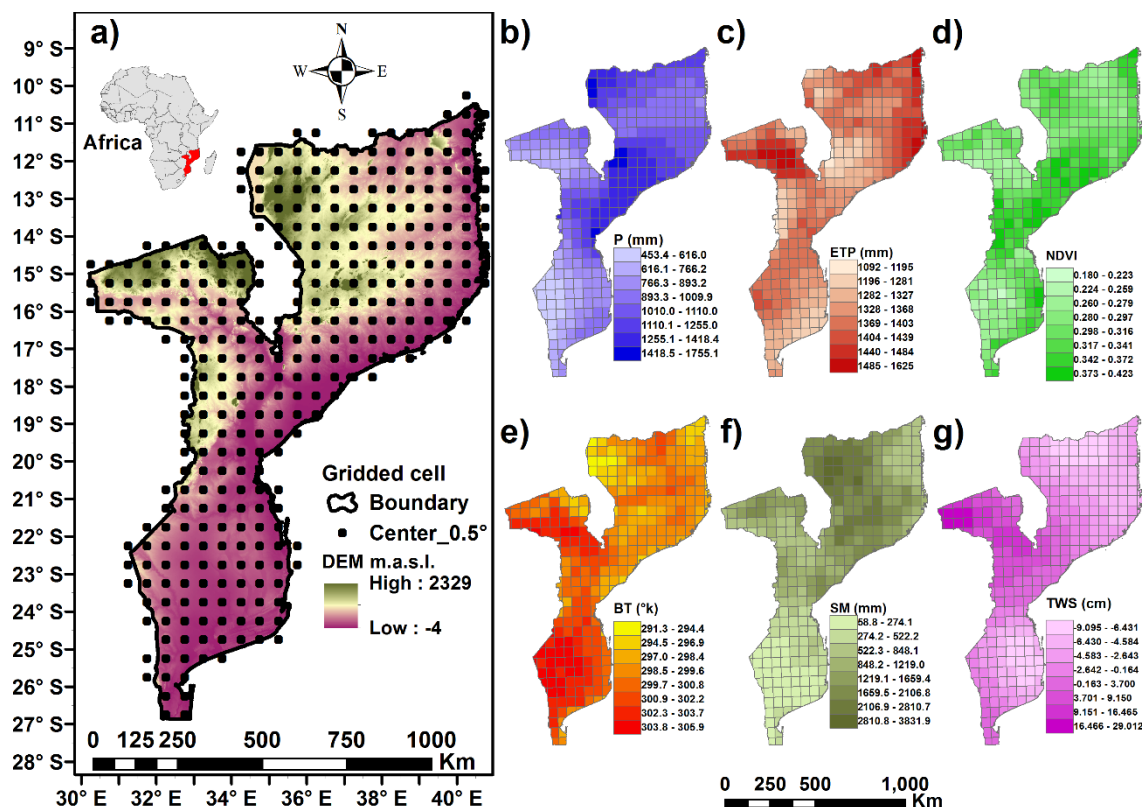 a)
N
W E
S
Africa
9° S
10° S
11° S
12° S
13° S
14° S
15° S
16° S
17° S
18° S
19° S
20° S
21° S
22° S
23° S
24° S
25° S
26° S
27° S
28° S
Gridded cell
Boundary
Center_0.5°
DEM m.a.s.l.
High : 2329
Low : -4
0 125 250 500 750 1000
Km
30° E 32° E 34° E 36° E 38° E 40° E
b)
P (mm)
453.4 - 616.0
616.1 - 766.2
766.3 - 893.2
893.3 - 1009.9
1010.0 - 1110.0
1110.1 - 1255.0
1255.1 - 1418.4
1418.5 - 1755.1
c)
ETP (mm)
1092 - 1195
1196 - 1281
1282 - 1327
1328 - 1368
1369 - 1403
1404 - 1439
1440 - 1484
1485 - 1625
d)
NDVI
0.180 - 0.223
0.224 - 0.259
0.260 - 0.279
0.280 - 0.297
0.298 - 0.316
0.317 - 0.341
0.342 - 0.372
0.373 - 0.423
e)
BT (°k)
291.3 - 294.4
294.5 - 296.9
297.0 - 298.4
298.5 - 299.6
299.7 - 300.8
300.9 - 302.2
302.3 - 303.7
303.8 - 305.9
f)
SM (mm)
58.8 - 274.1
274.2 - 522.2
522.3 - 848.1
848.2 - 1219.0
1219.1 - 1659.4
1659.5 - 2106.8
2106.9 - 2810.7
2810.8 - 3831.9
g)
TWS (cm)
-9.095 - -6.431
-6.430 - -4.584
-4.583 - -2.643
-2.642 - -0.164
-0.163 - 3.700
3.701 - 9.150
9.151 - 16.465
16.466 - 29.012
0 250 500 1,000
Km